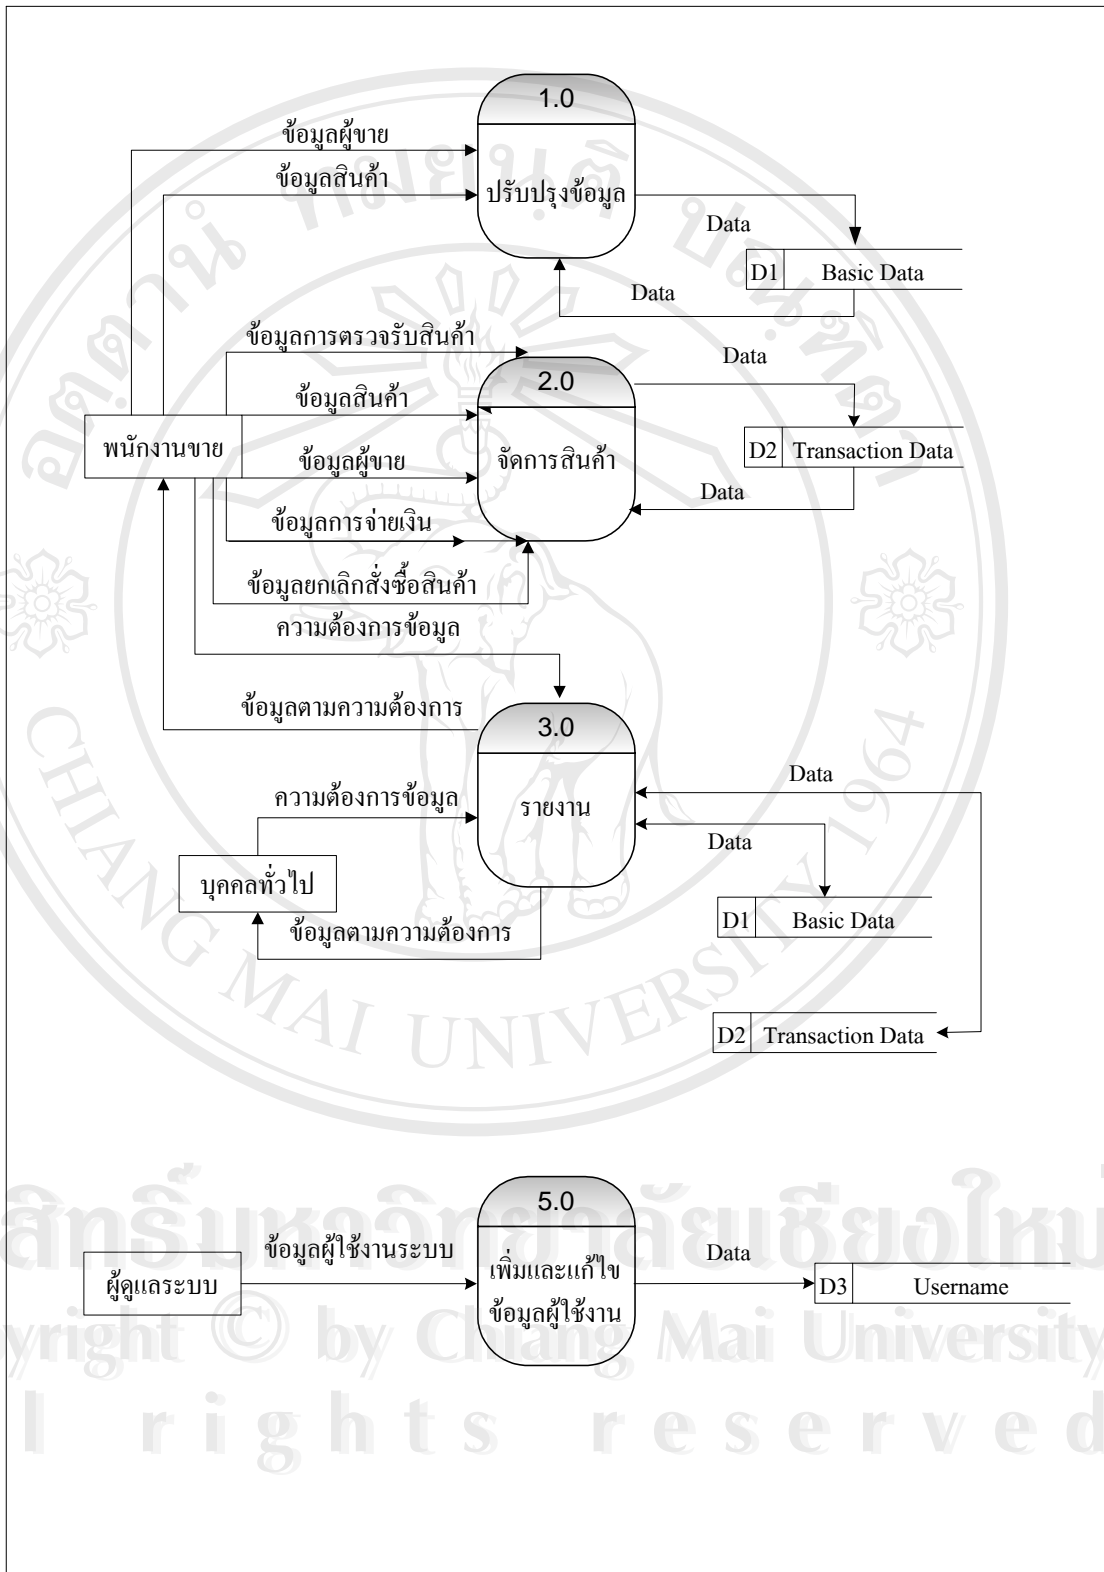 1.0
ข้อมูลผู้ขาย
ข้อมูลสินค้า
ปรับปรุงข้อมูล
Data
D1 Basic Data
Data
ข้อมูลการตรวจรับสินค้า
Data
2.0
ข้อมูลสินค้า
พนักงานขาย
จัดการสินค้า
D2 Transaction Data
ข้อมูลผู้ขาย
Data
ข้อมูลการจ่ายเงิน
ข้อมูลยกเลิกสั่งซื้อสินค้า
ความต้องการข้อมูล
ข้อมูลตามความต้องการ
3.0
Data
ความต้องการข้อมูล
รายงาน
Data
บุคคลทั่วไป
D1 Basic Data
ข้อมูลตามความต้องการ
D2 Transaction Data
CHIANG MAI UNIVERSITY 1964
5.0
ข้อมูลผู้ใช้งานระบบ
Data
ผู้ดูแลระบบ
เพิ่มและแก้ไข
ข้อมูลผู้ใช้งาน
D3 Username
สิทธิ์มหาวิทยาลัยเชียงใหม่
yright © by Chiang Mai University
l rights reserved